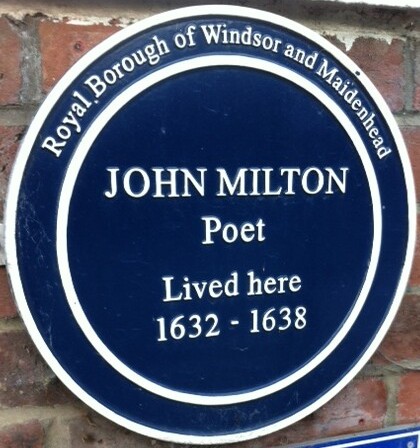 Royal Borough of Windsor and Maidenhead
JOHN MILTON
Poet
Lived here
1632 - 1638